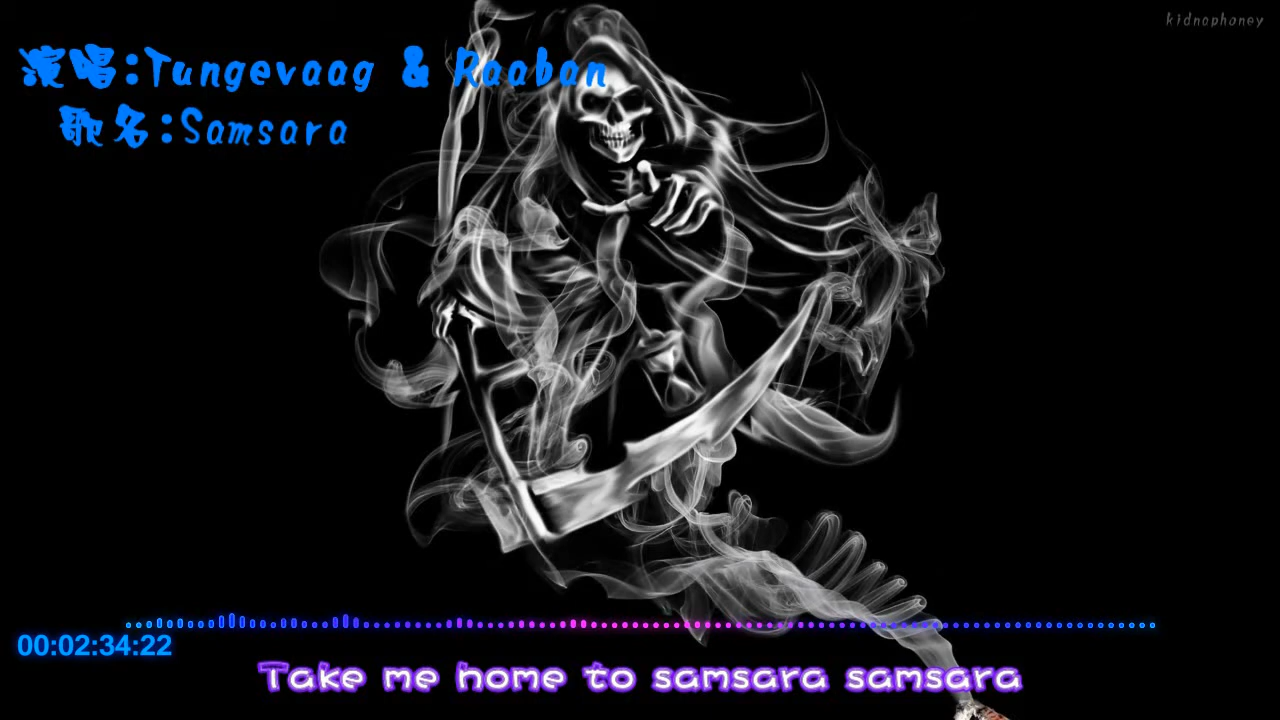 kidnophoney
演唱:Tungevaag & Raaban
歌名:Samsara
00:02:34:22
Take me home to samsara samsara